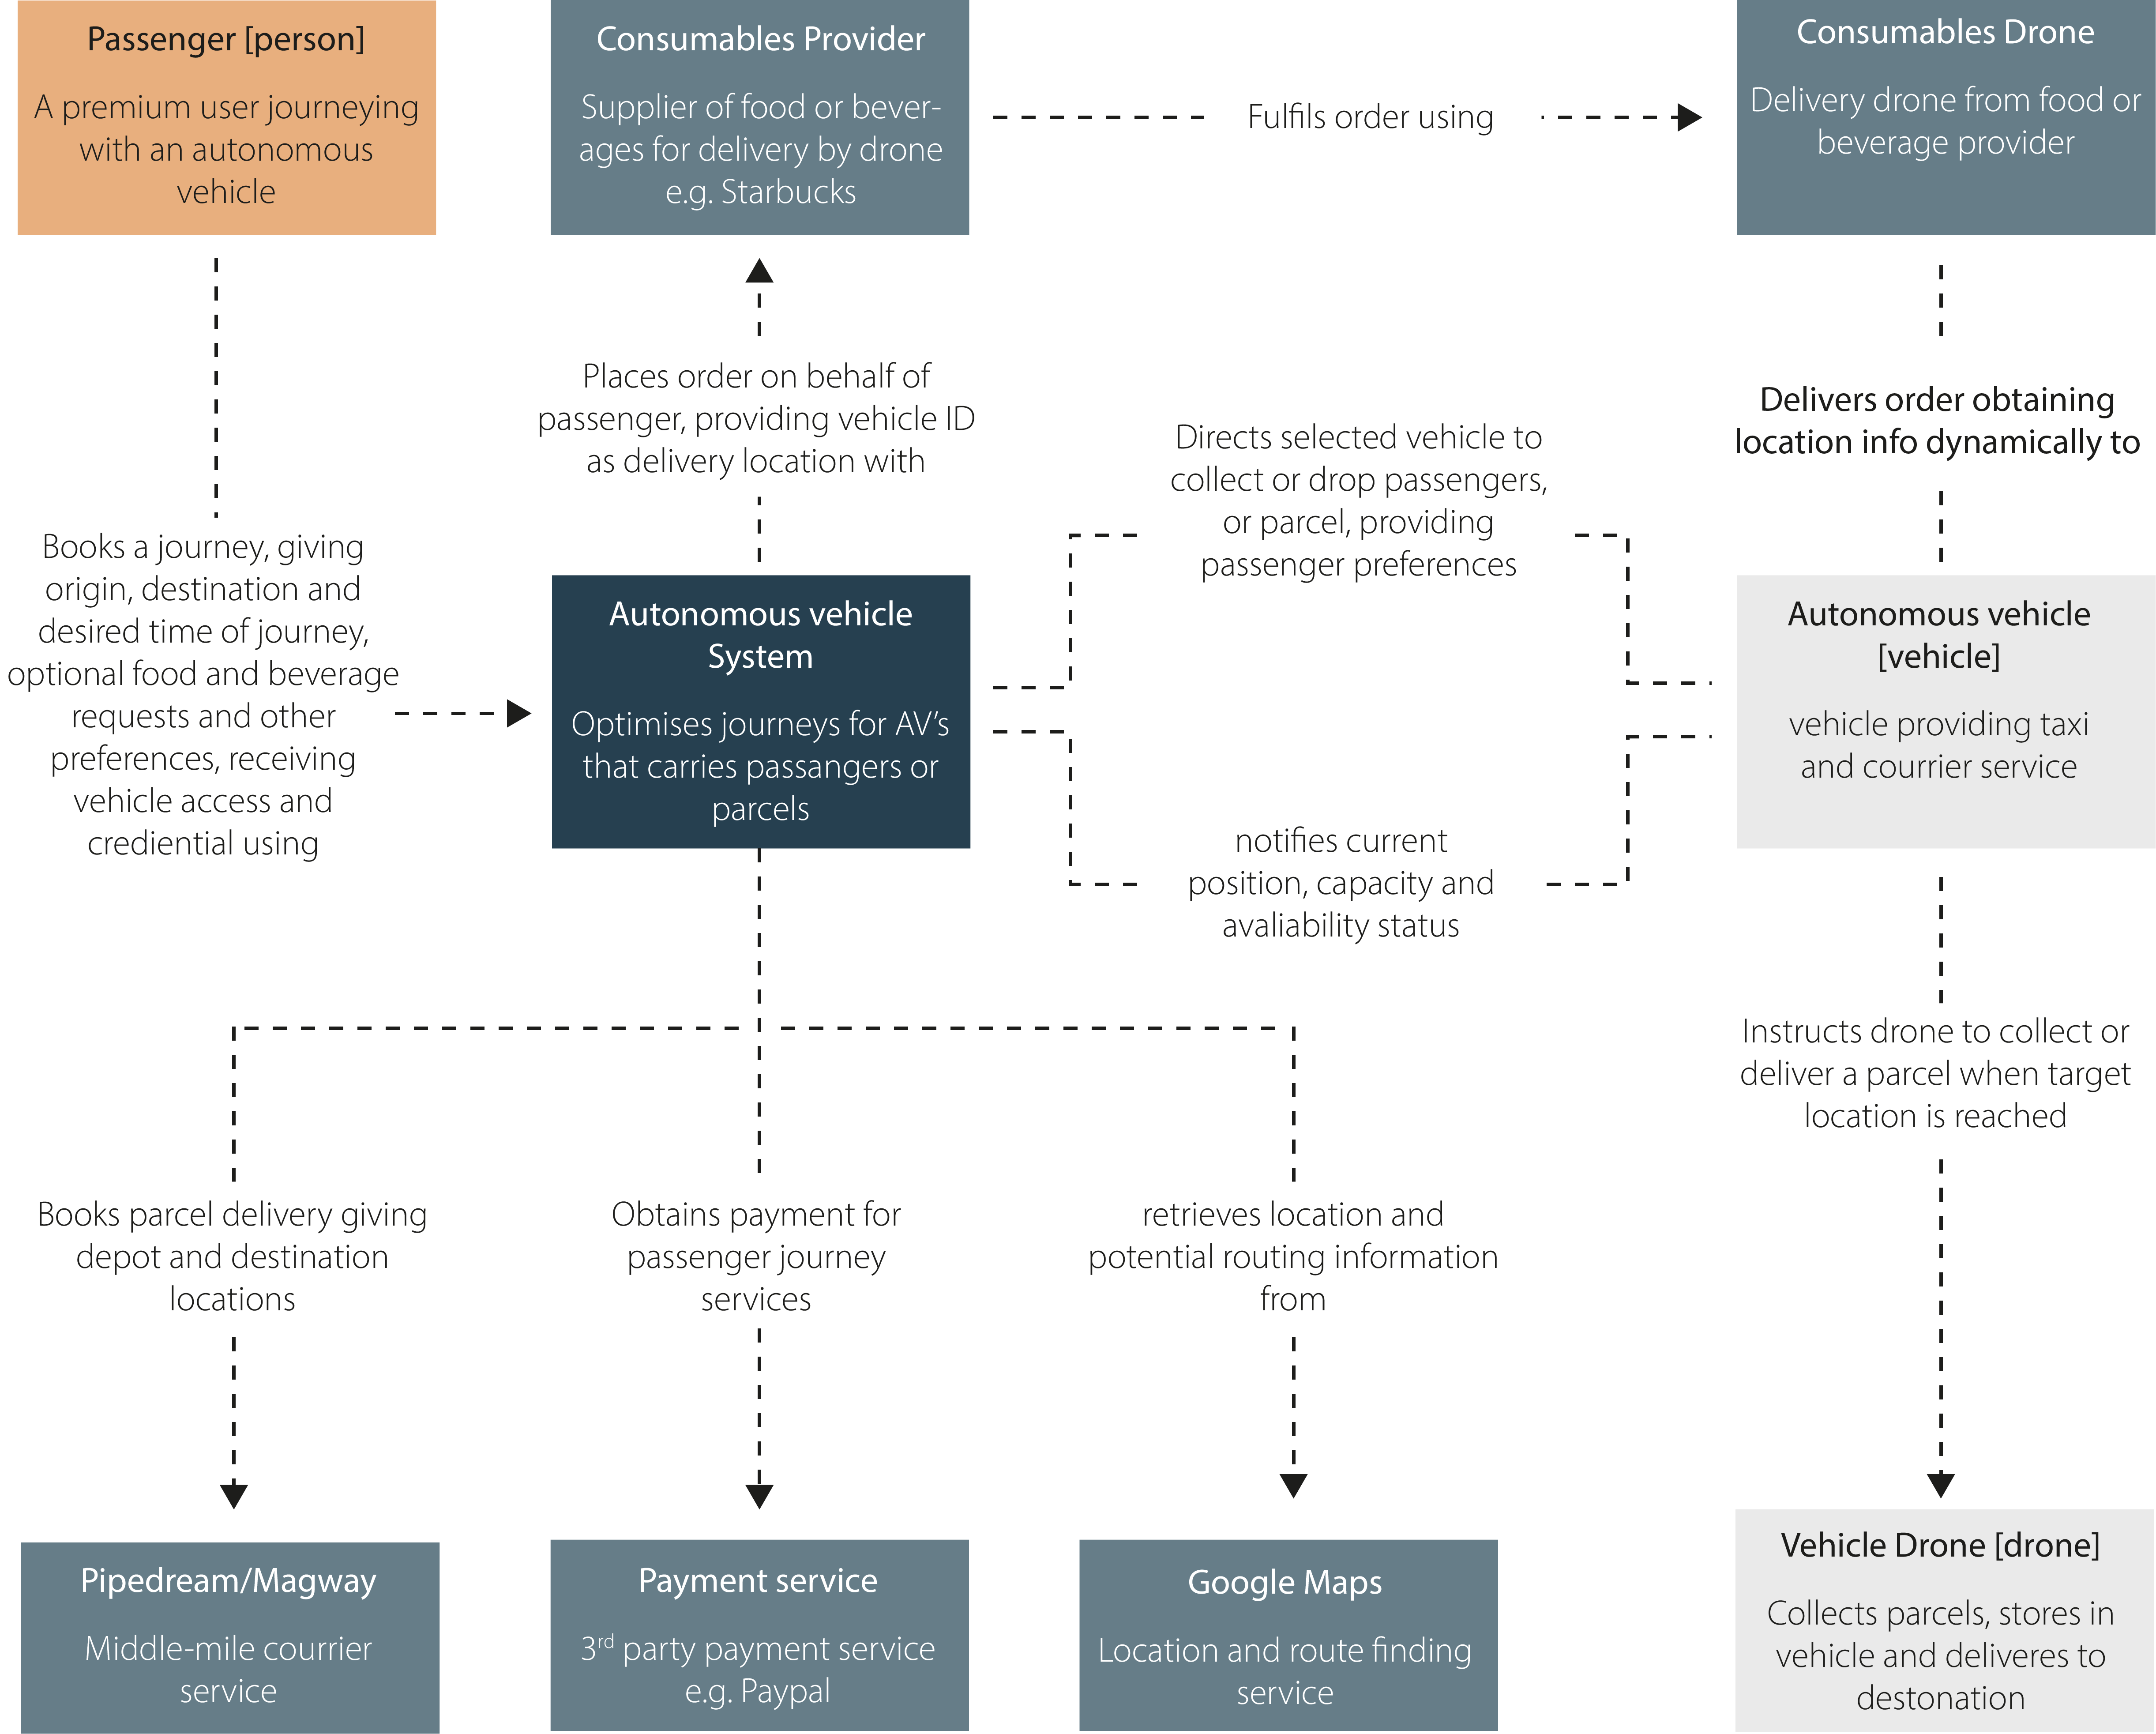 Passenger [person]
A premium user journeying
with an autonomous
vehicle
Consumables Provider
Supplier of food or bever-
ages for delivery by drone
e.g. Starbucks
Fulfils order using
Consumables Drone
Delivery drone from food or
beverage provider
Places order on behalf of
passenger, providing vehicle ID
as delivery location with
Delivers order obtaining
location info dynamically to
Directs selected vehicle to
collect or drop passengers,
or parcel, providing
passenger preferences
Books a journey, giving
origin, destination and
desired time of journey,
optional food and beverage
requests and other
preferences, receiving
vehicle access and
crediential using
Autonomous vehicle
System
Optimises journeys for AV's
that carries passangers or
parcels
Autonomous vehicle
[vehicle]
vehicle providing taxi
and courrier service
notifies current
position, capacity and
avaliability status
Instructs drone to collect or
deliver a parcel when target
location is reached
Books parcel delivery giving
depot and destination
locations
Obtains payment for
passenger journey
services
retrieves location and
potential routing information
from
Pipedream/Magway
Middle-mile courrier
service
Payment service
3rd party payment service
e.g. Paypal
Google Maps
Location and route finding
service
Vehicle Drone [drone]
Collects parcels, stores in
vehicle and deliveres to
destonation